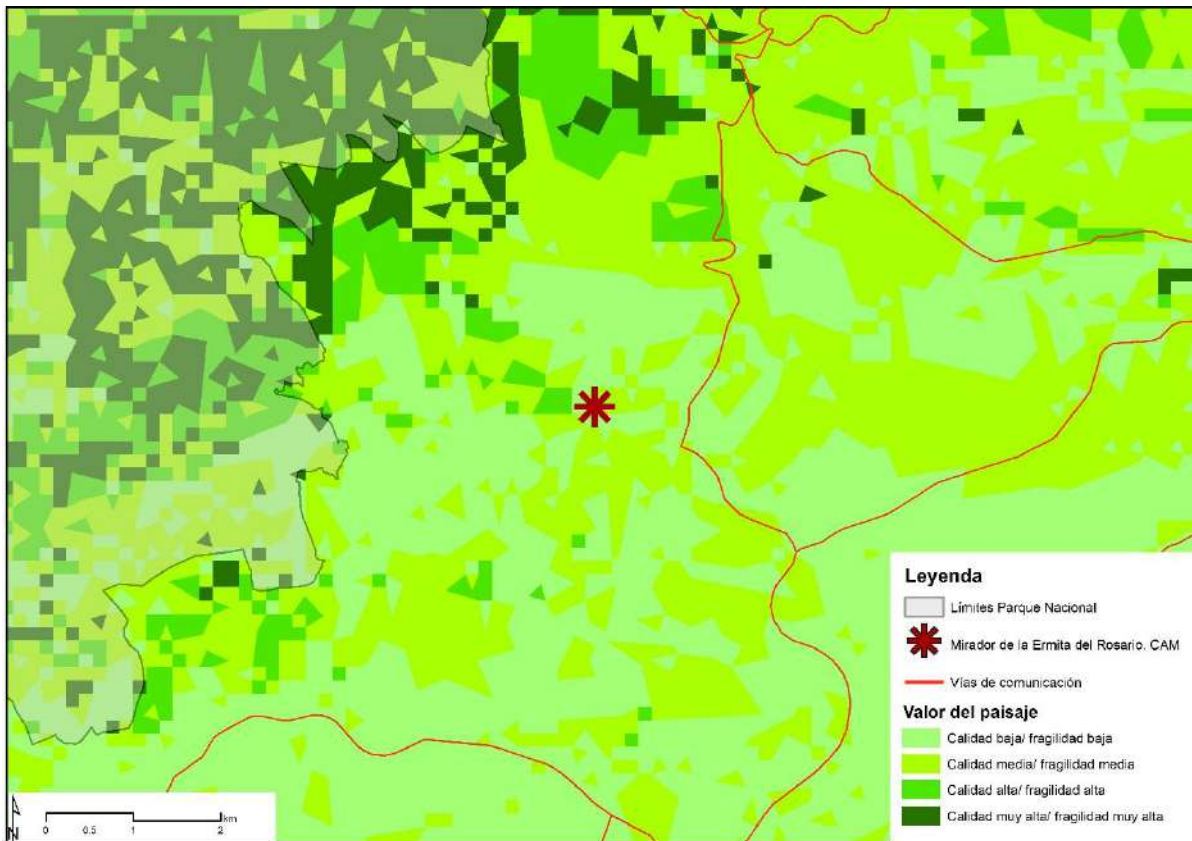 Leyenda
Límites Parque Nacional
Mirador de la Ermita del Rosario. CAM
Vías de comunicación
Valor del paisaje
Calidad baja/ fragilidad baja
Calidad media/ fragilidad media
Calidad alta/ fragilidad alta
Calidad muy alta/ fragilidad muy alta
N
km
0 0.5 1 2